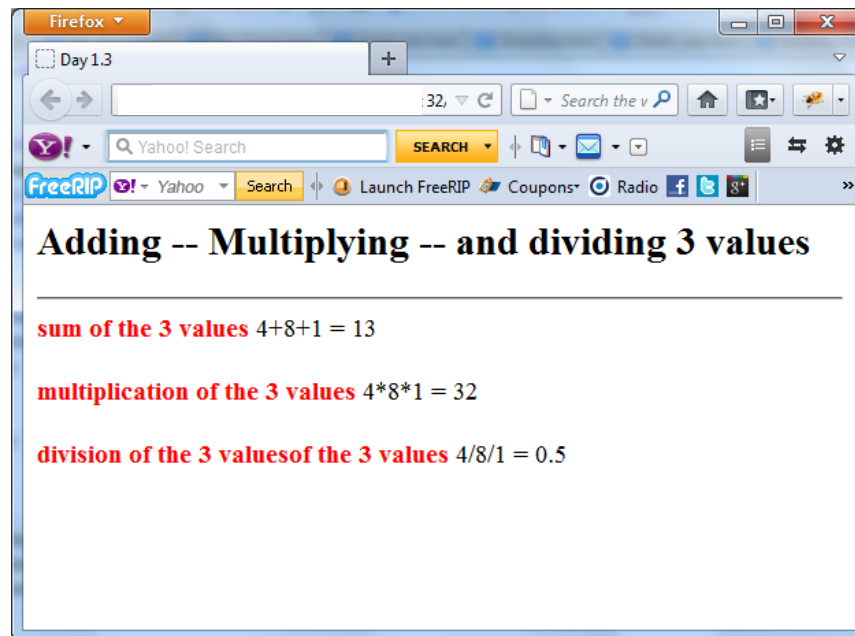 Firefox
Day 1.3
32,
Search the v
Y! Yahoo! Search SEARCH
FreeRIP Y! Yahoo Search Launch FreeRIP Coupons Radio f g+ »
Adding -- Multiplying -- and dividing 3 values
sum of the 3 values 4+8+1 = 13
multiplication of the 3 values 4*8*1 = 32
division of the 3 valuesof the 3 values 4/8/1 = 0.5